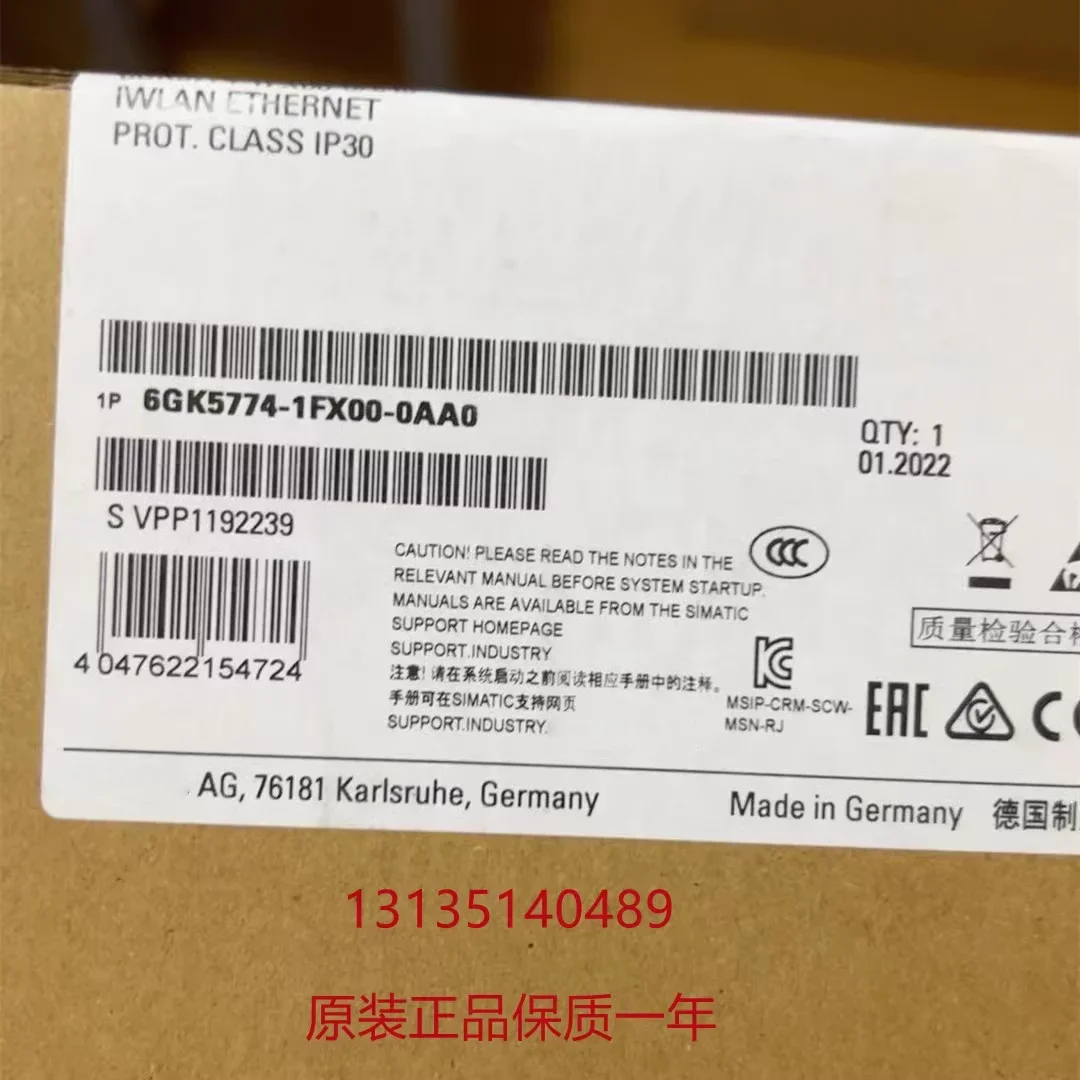 IWLAN ETHERNET
PROT. CLASS IP30
1P 6GK5774-1FX00-0AA0
QTY: 1
01.2022
S VPP1192239
4 047622154724
CAUTION! PLEASE READ THE NOTES IN THE
RELEVANT MANUAL BEFORE SYSTEM STARTUP.
MANUALS ARE AVAILABLE FROM THE SIMATIC
SUPPORT HOMEPAGE
SUPPORT.INDUSTRY
注意! 请在系统启动之前阅读相应手册中的注释。
手册可在SIMATIC支持网页
SUPPORT.INDUSTRY.
CCC
质量检验合格
MSIP-CRM-SCW-
MSN-RJ
EAC
AG, 76181 Karlsruhe, Germany
Made in Germany 德国制
13135140489
原装正品保质一年